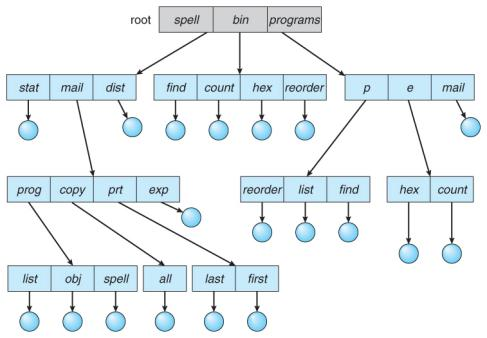 root spell bin programs
stat mail dist find count hex reorder p e mail
prog copy prt exp reorder list find hex count
list obj spell all last first